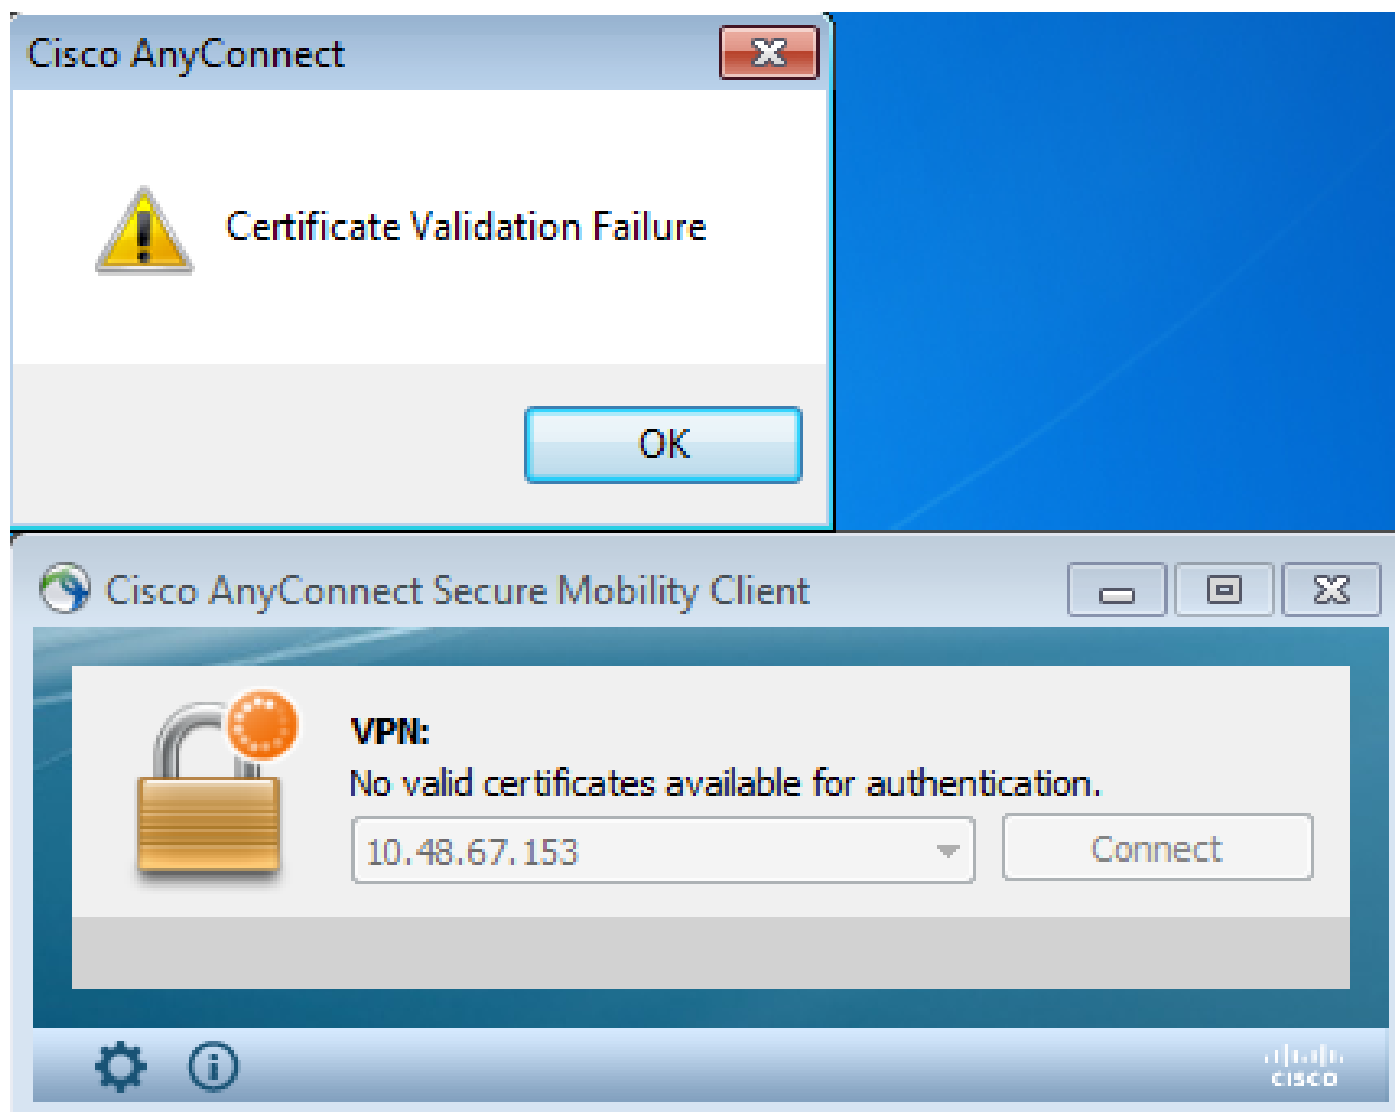 Cisco AnyConnect
Certificate Validation Failure
OK
Cisco AnyConnect Secure Mobility Client
VPN:
No valid certificates available for authentication.
10.48.67.153
Connect
CISCO